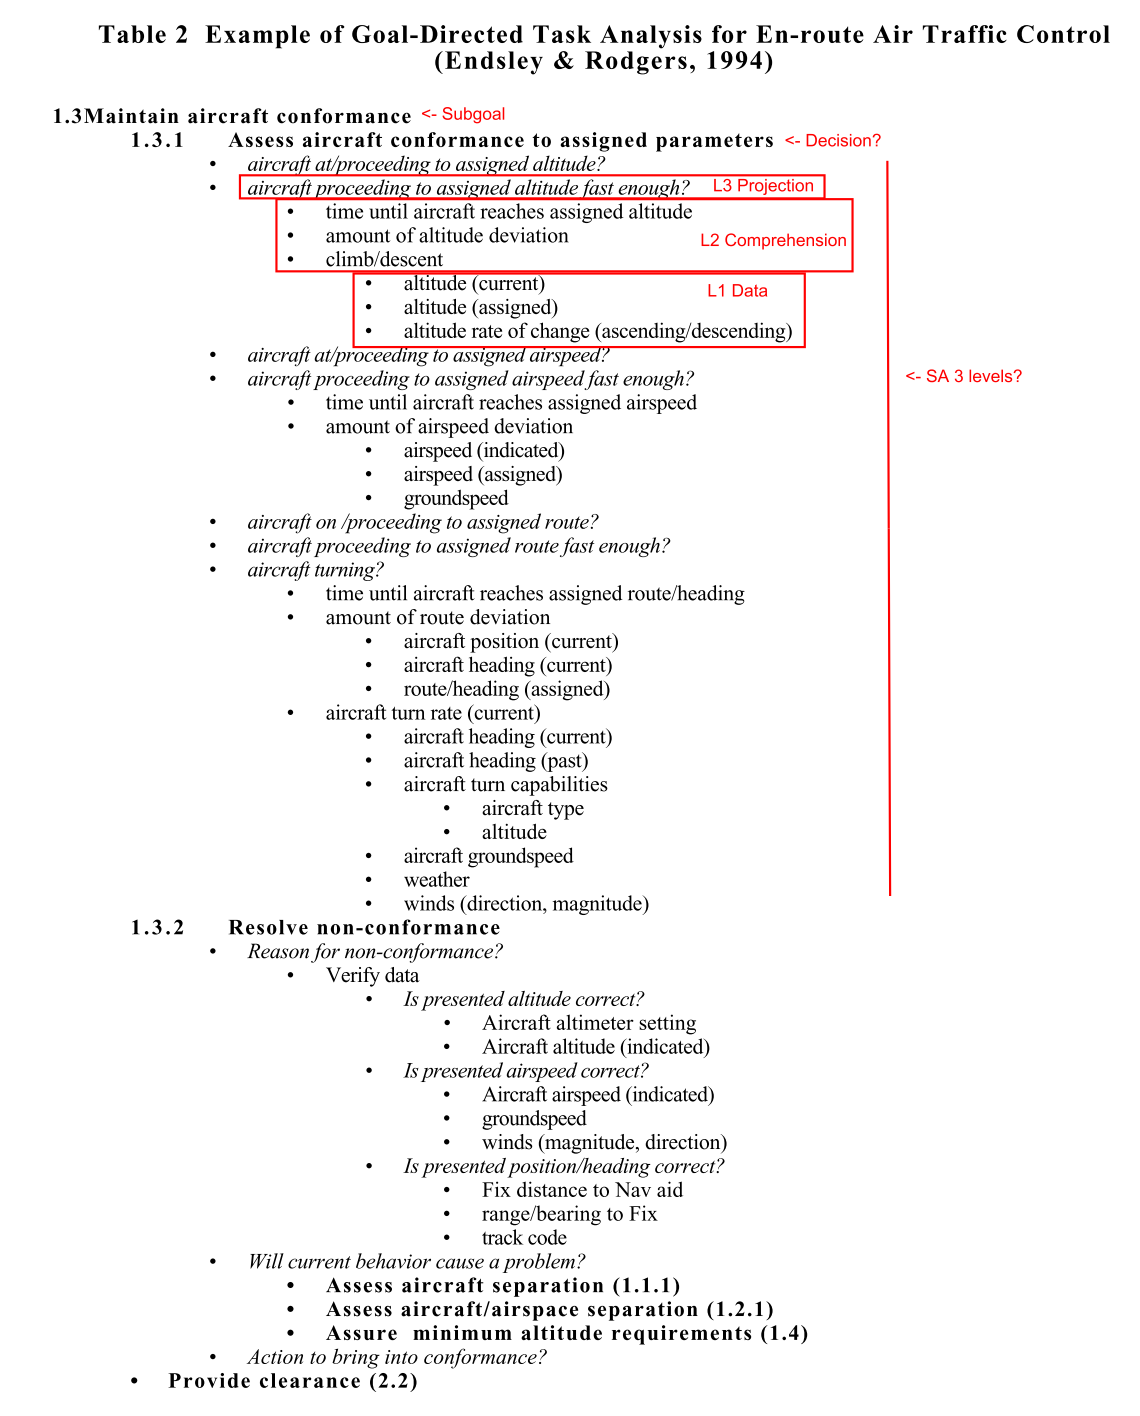 Table 2 Example of Goal-Directed Task Analysis for En-route Air Traffic Control
(Endsley & Rodgers, 1994)
1.3Maintain aircraft conformance <- Subgoal
1.3.1 Assess aircraft conformance to assigned parameters <- Decision?
• aircraft at/proceeding to assigned altitude?
• aircraft proceeding to assigned altitude fast enough? L3 Projection
• time until aircraft reaches assigned altitude
• amount of altitude deviation L2 Comprehension
• climb/descent
• altitude (current) L1 Data
• altitude (assigned)
• altitude rate of change (ascending/descending)
• aircraft at/proceeding to assigned airspeed?
• aircraft proceeding to assigned airspeed fast enough? <- SA 3 levels?
• time until aircraft reaches assigned airspeed
• amount of airspeed deviation
• airspeed (indicated)
• airspeed (assigned)
• groundspeed
• aircraft on /proceeding to assigned route?
• aircraft proceeding to assigned route fast enough?
• aircraft turning?
• time until aircraft reaches assigned route/heading
• amount of route deviation
• aircraft position (current)
• aircraft heading (current)
• route/heading (assigned)
• aircraft turn rate (current)
• aircraft heading (current)
• aircraft heading (past)
• aircraft turn capabilities
• aircraft type
• altitude
• aircraft groundspeed
• weather
• winds (direction, magnitude)
1.3.2 Resolve non-conformance
• Reason for non-conformance?
• Verify data
• Is presented altitude correct?
• Aircraft altimeter setting
• Aircraft altitude (indicated)
• Is presented airspeed correct?
• Aircraft airspeed (indicated)
• groundspeed
• winds (magnitude, direction)
• Is presented position/heading correct?
• Fix distance to Nav aid
• range/bearing to Fix
• track code
• Will current behavior cause a problem?
• Assess aircraft separation (1.1.1)
• Assess aircraft/airspace separation (1.2.1)
• Assure minimum altitude requirements (1.4)
• Action to bring into conformance?
• Provide clearance (2.2)